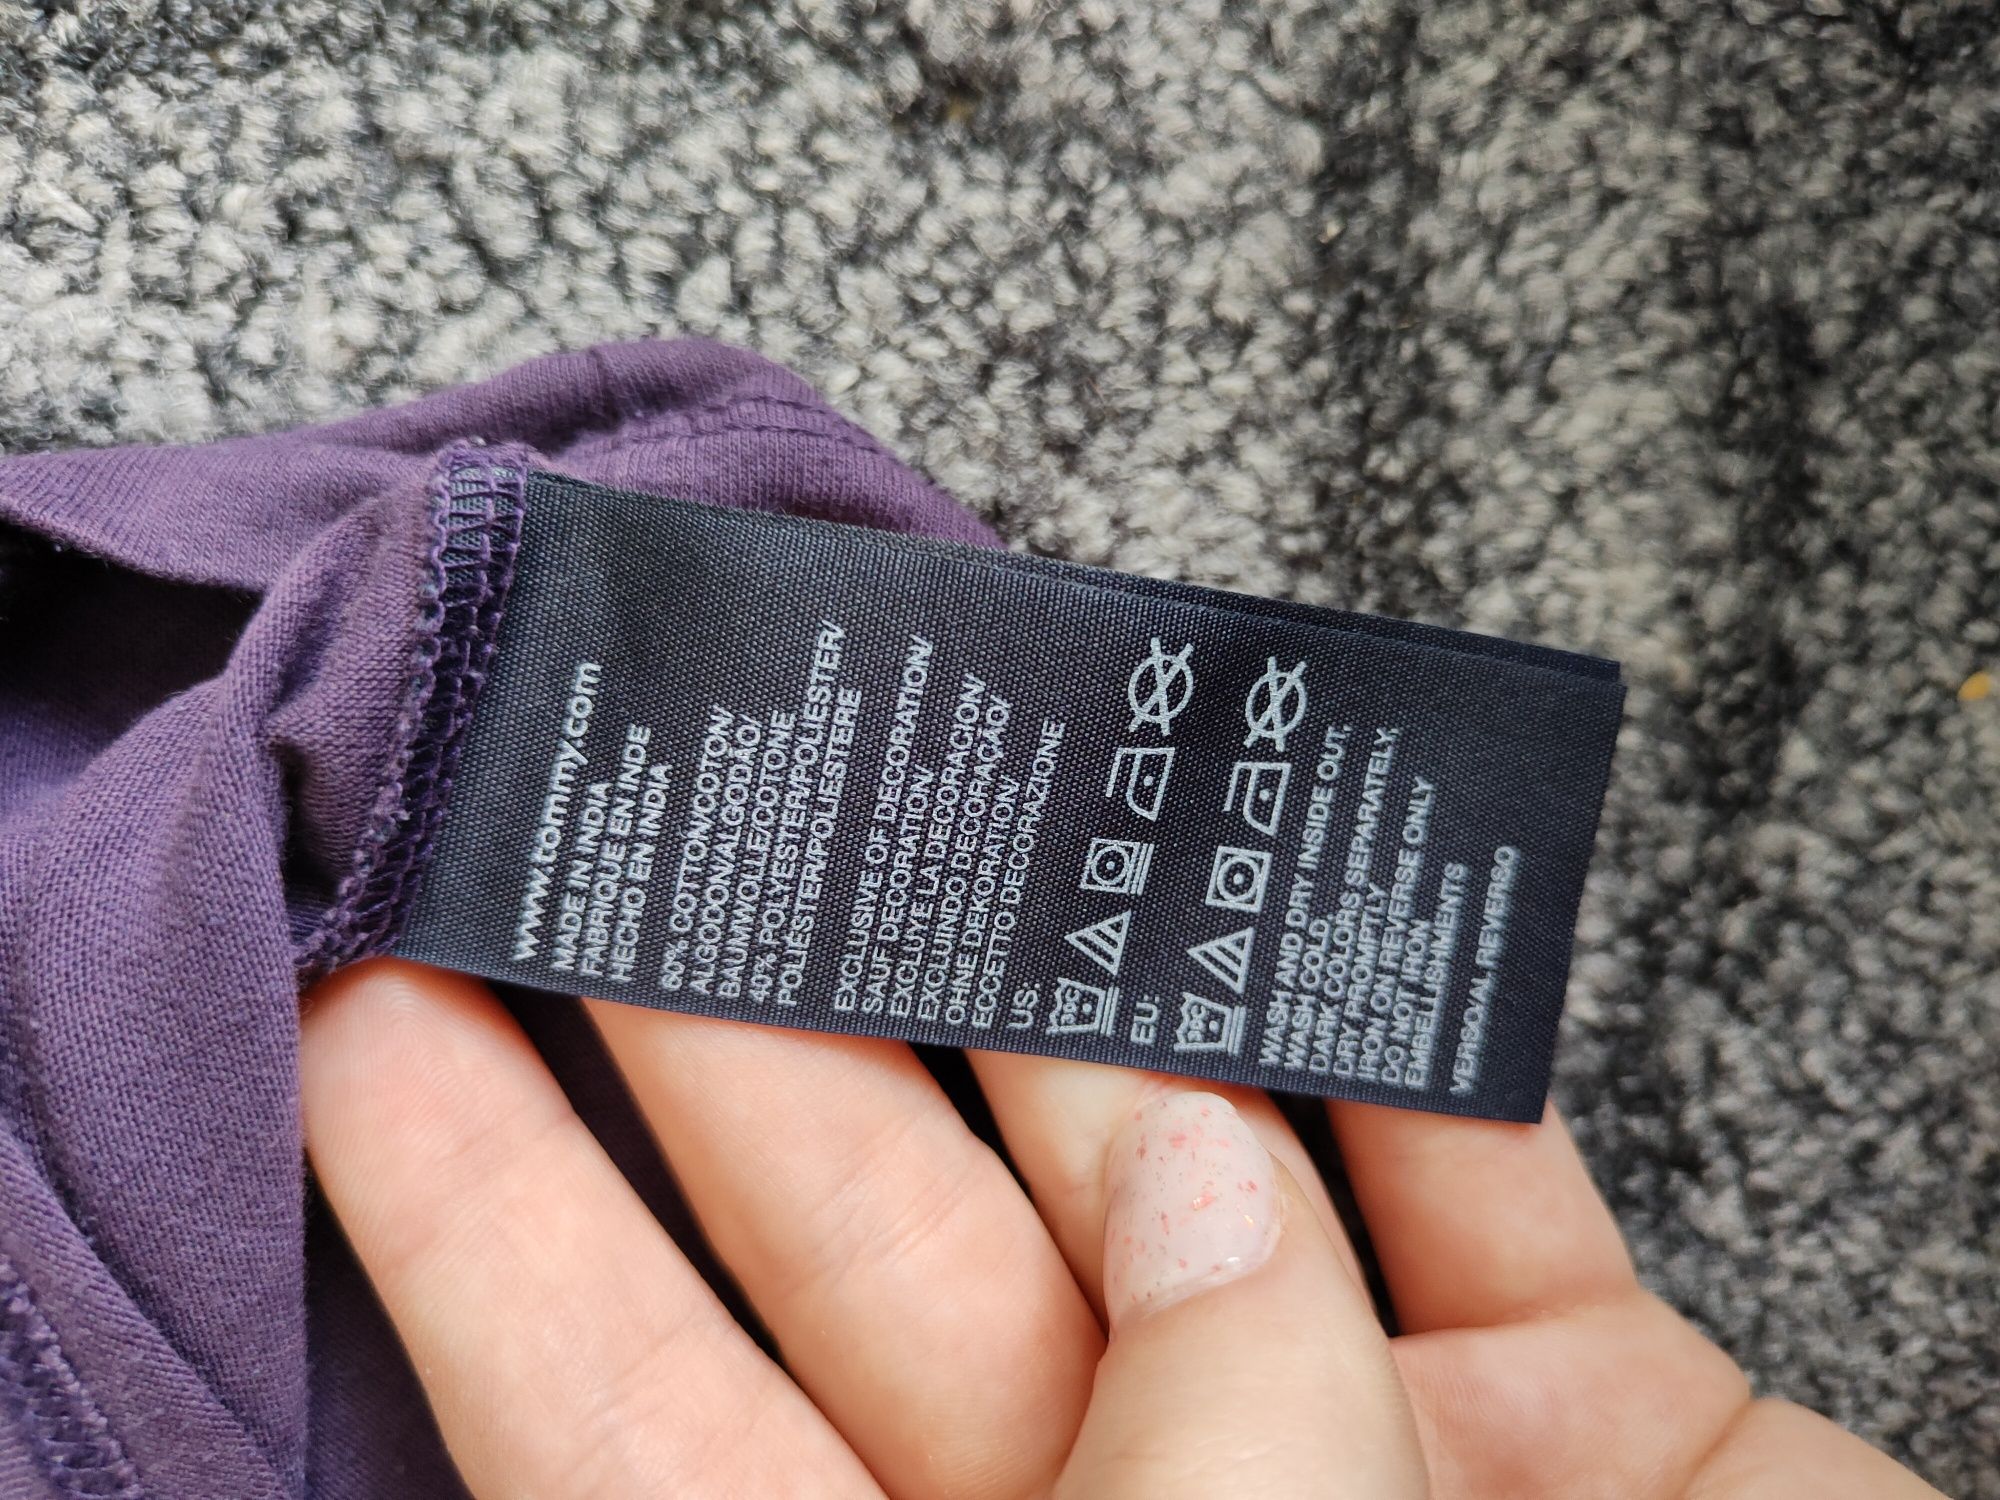 www.tommy.com
MADE IN INDIA
FABRIQUE EN INDE
HECHO EN INDIA
60% COTTON/COTON/
ALGODON/ALGODÃO/
BAUMWOLLE/COTONE
40% POLYESTER/POLIESTER/
POLIÉSTER/POLIESTERE
EXCLUSIVE OF DECORATION/
SAUF DECORATION/
EXCLUYE LA DECORACION/
EXCLUINDO DECORAÇÃO/
OHNE DEKORATION/
ECCETTO DECORAZIONE
US:
30C
EU:
30C
WASH AND DRY INSIDE OUT,
WASH COLD,
DARK COLORS SEPARATELY,
DRY PROMPTLY
IRON ON REVERSE ONLY
DO NOT IRON
EMBELLISHMENTS
VERSO/AL REVERSO